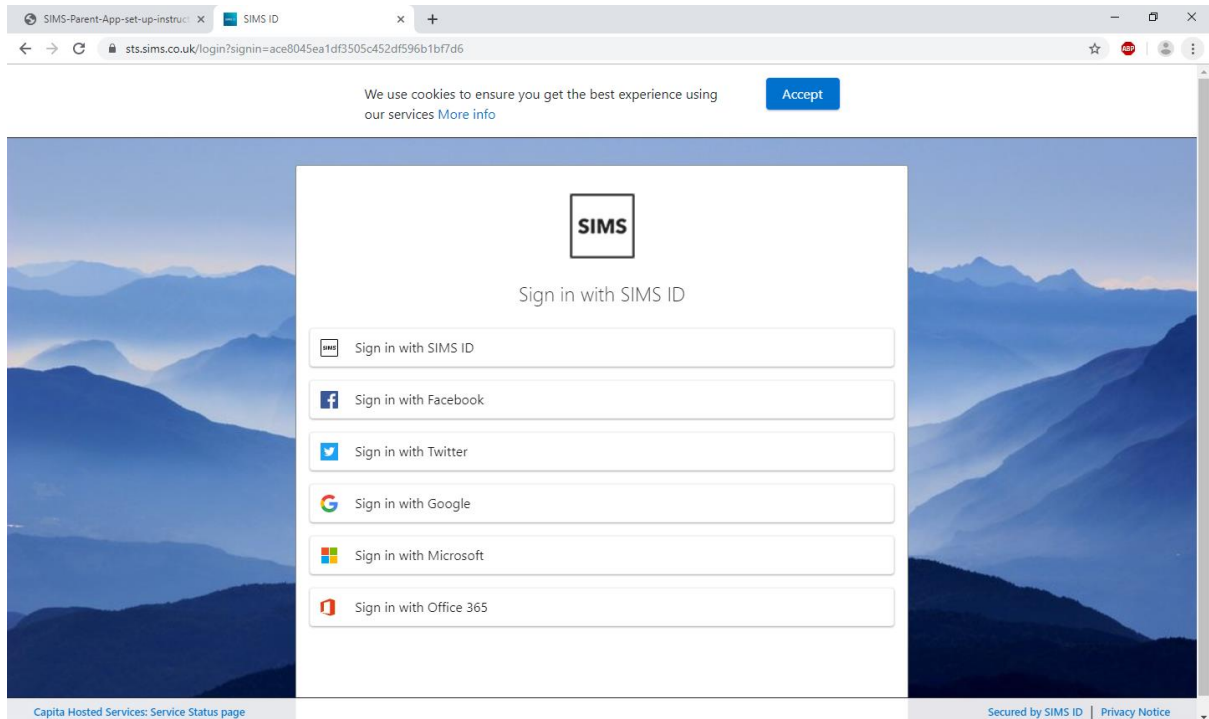 SIMS-Parent-App-set-up-instruct
SIMS ID
sts.sims.co.uk/login?signin=ace8045ea1df3505c452df596b1bf7d6
ABP
We use cookies to ensure you get the best experience using
our services More info
Accept
SIMS
Sign in with SIMS ID
SIMS Sign in with SIMS ID
Sign in with Facebook
Sign in with Twitter
Sign in with Google
Sign in with Microsoft
Sign in with Office 365
Capita Hosted Services: Service Status page
Secured by SIMS ID | Privacy Notice